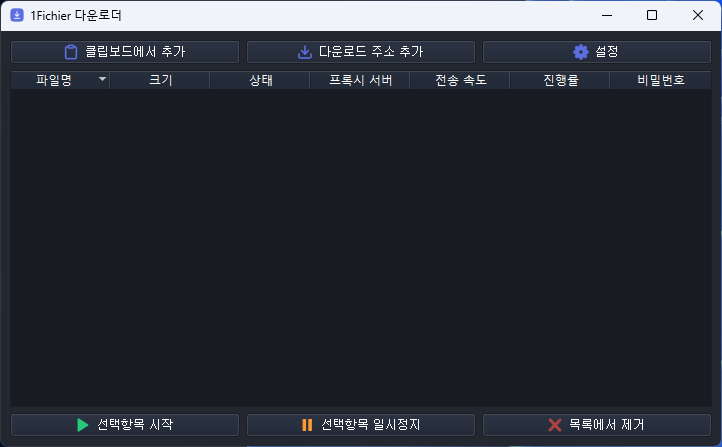 1Fichier 다운로더
클립보드에서 추가 다운로드 주소 추가 설정
파일명 크기 상태 프록시 서버 전송 속도 진행률 비밀번호
선택항목 시작 선택항목 일시정지 목록에서 제거